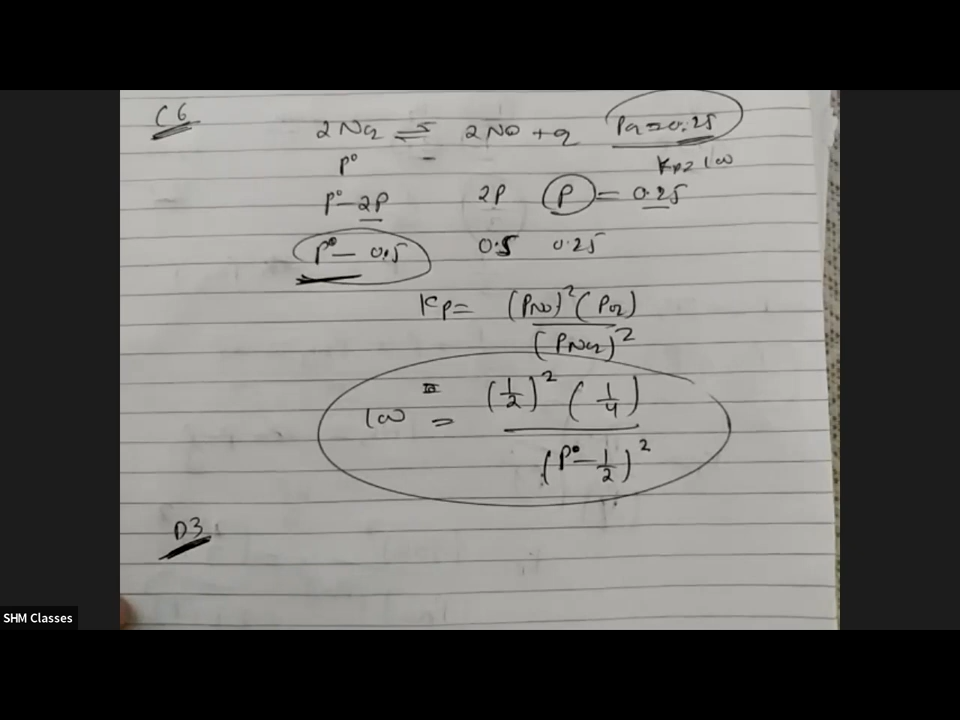 C6
2NO2 ⇌ 2NO + O2 PO2 = 0.25
P° – KP = 100
P° – 2P 2P P = 0.25
P° – 0.5 0.5 0.25
KP = (PNO)²(PO2) / (PNO2)²
100 = (1/2)² (1/4) / (P° – 1/2)²
D3
SHM Classes